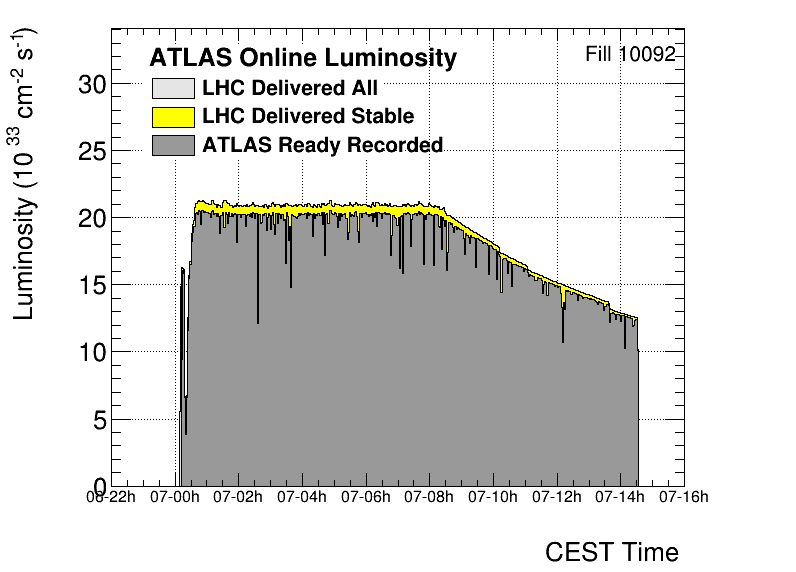 ATLAS Online Luminosity
Fill 10092
LHC Delivered All
LHC Delivered Stable
ATLAS Ready Recorded
Luminosity (10^33 cm^-2 s^-1)
30
25
20
15
10
5
0
06-22h 07-00h 07-02h 07-04h 07-06h 07-08h 07-10h 07-12h 07-14h 07-16h
CEST Time